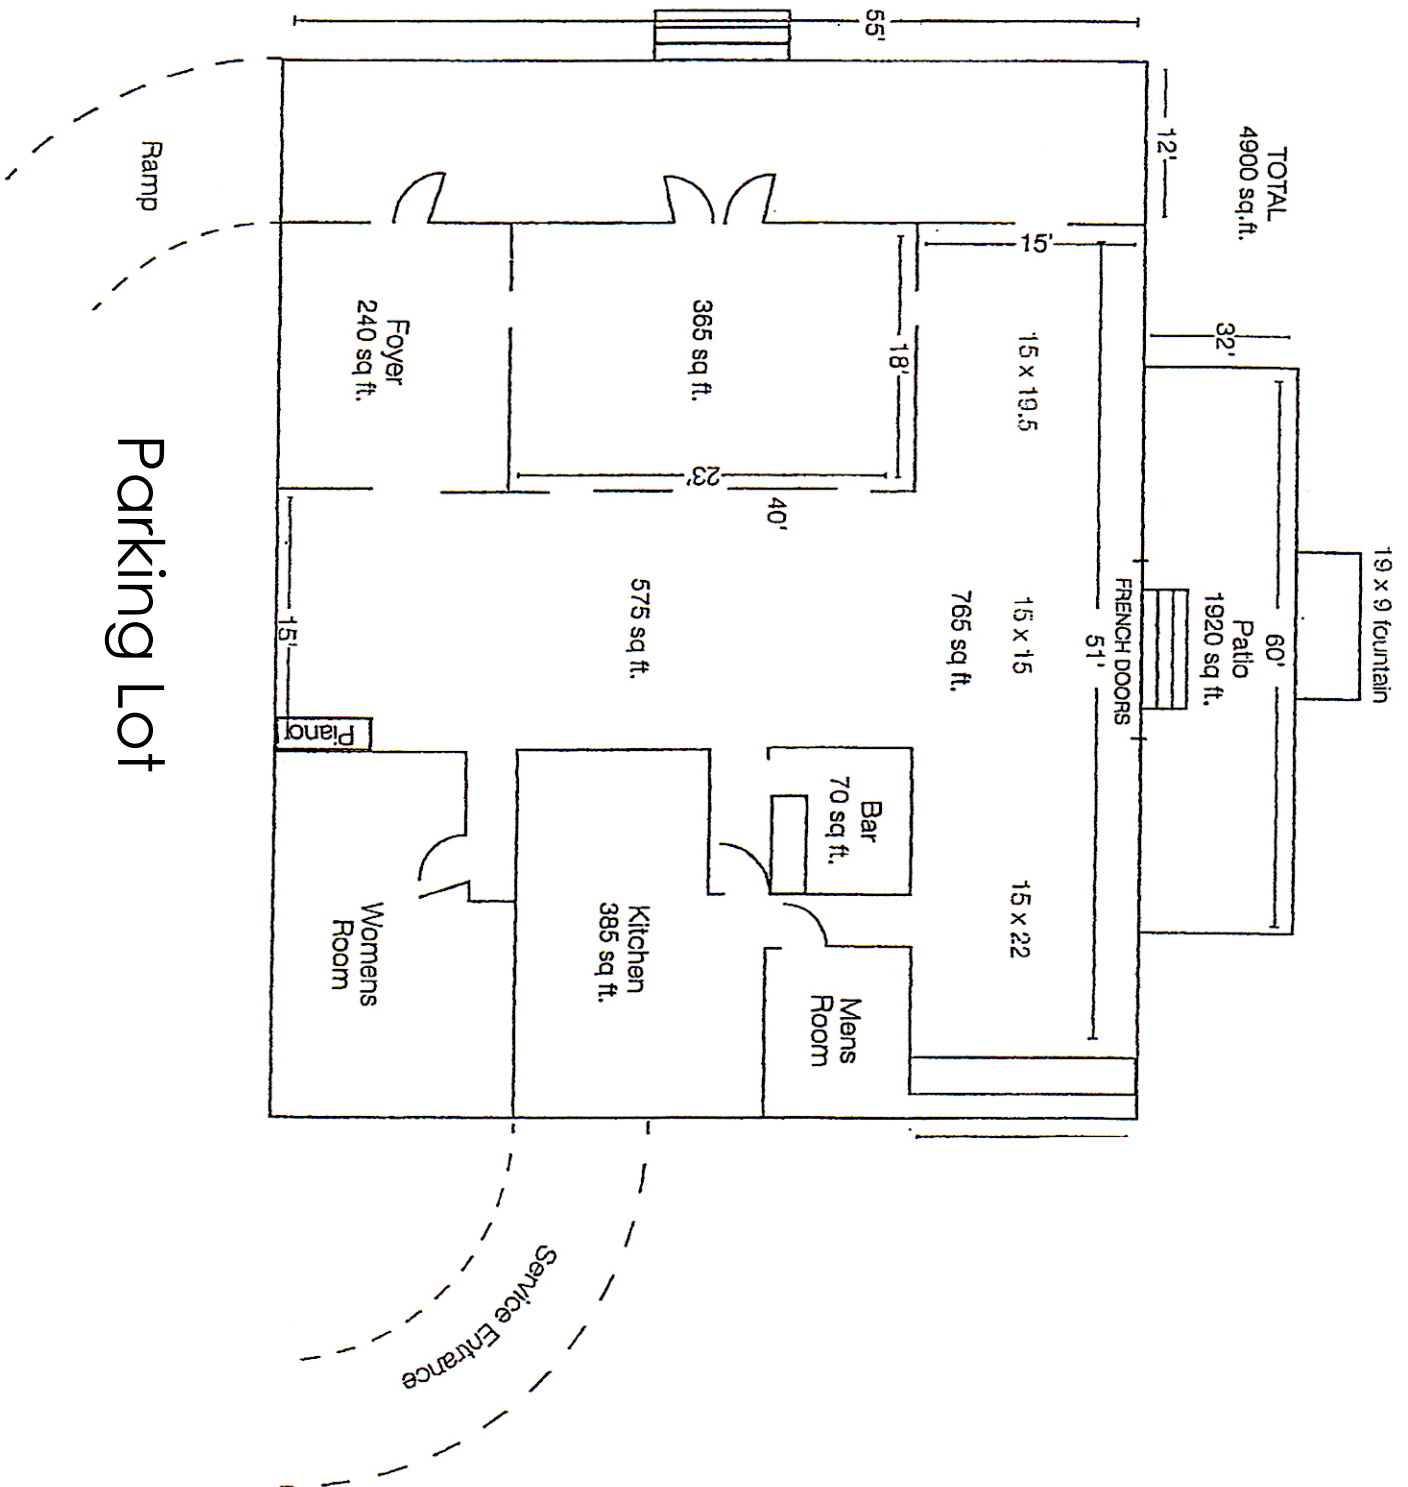 55'
12'
TOTAL
4900 sq.ft.
Ramp
15'
32'
Foyer
240 sq ft.
365 sq ft.
18'
15 x 19.5
23'
40'
19 x 9 fountain
Patio
1920 sq ft.
60'
FRENCH DOORS
51'
15 x 15
765 sq ft.
575 sq ft.
15'
Piano
Parking Lot
Bar
70 sq ft.
15 x 22
Kitchen
385 sq ft.
Womens
Room
Mens
Room
Service Entrance